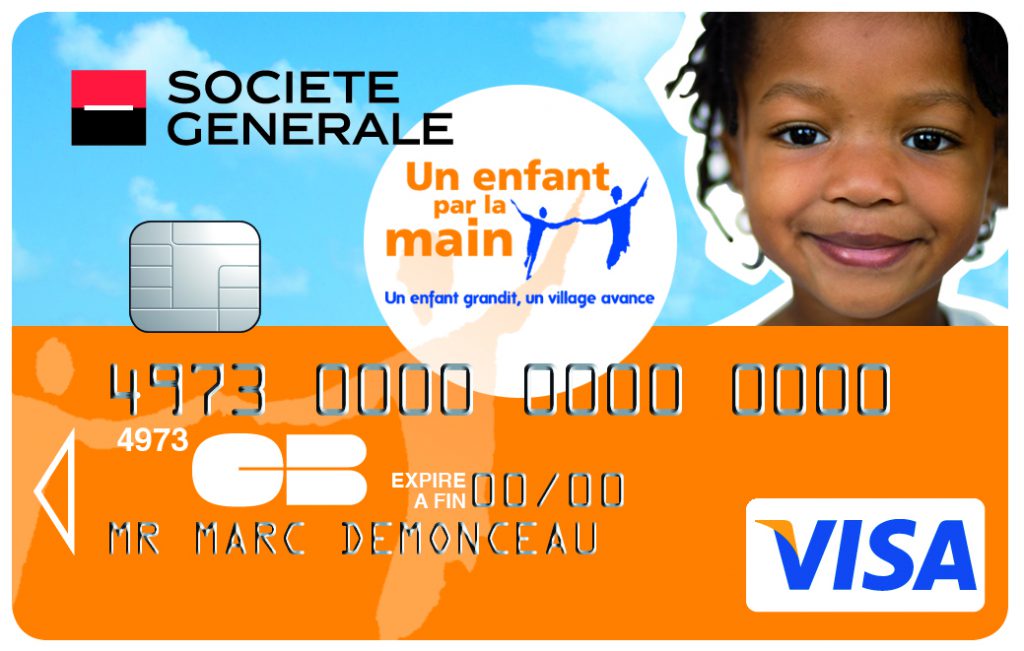 SOCIETE
GENERALE
Un enfant
par la
main
Un enfant grandit, un village avance
4973 0000 0000 0000
4973
CB
EXPIRE
A FIN 00/00
MR MARC DEMONCEAU
VISA